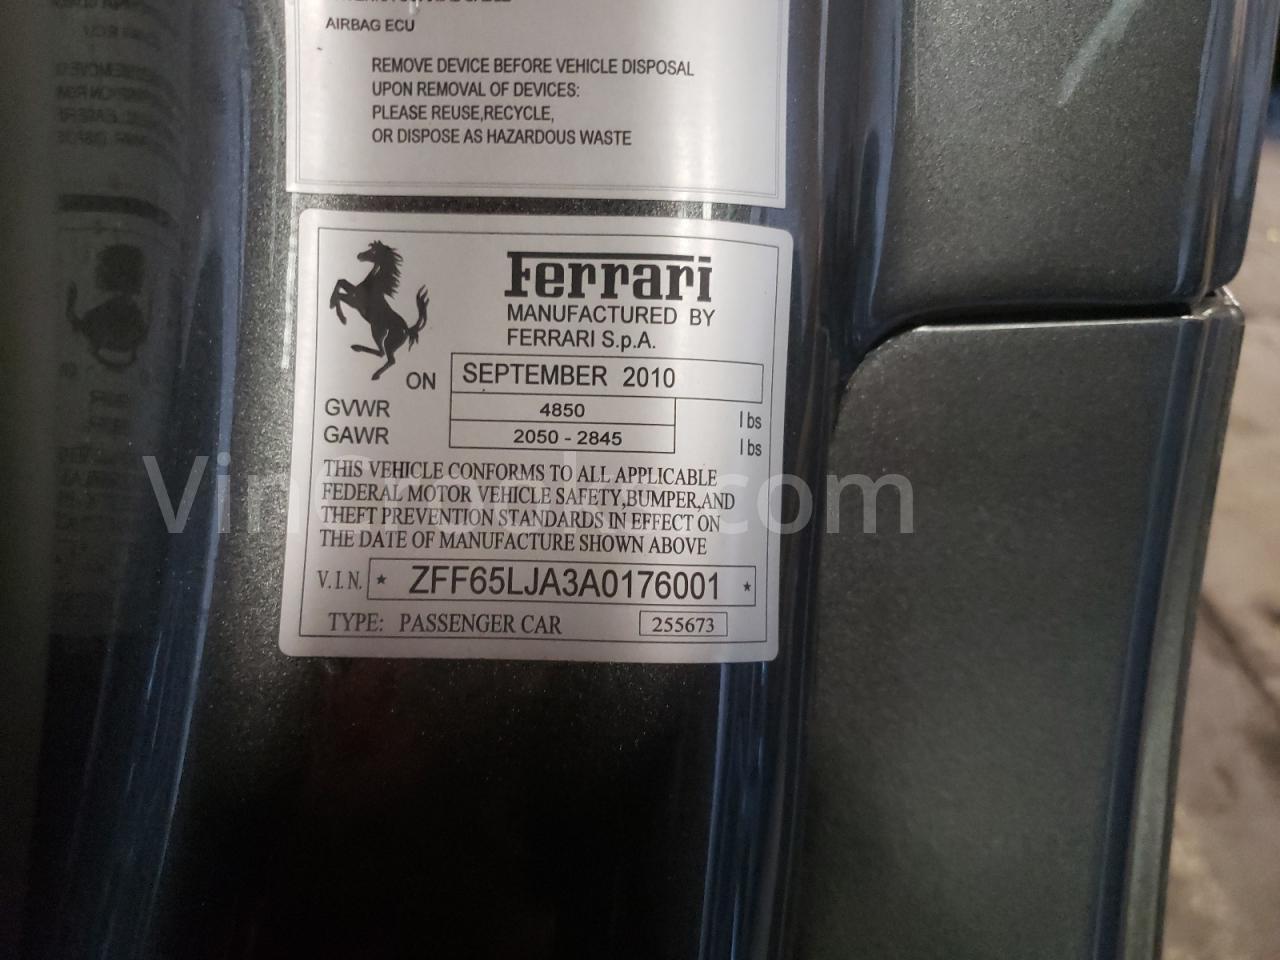 AIRBAG ECU
REMOVE DEVICE BEFORE VEHICLE DISPOSAL
UPON REMOVAL OF DEVICES:
PLEASE REUSE,RECYCLE,
OR DISPOSE AS HAZARDOUS WASTE
Ferrari
MANUFACTURED BY
FERRARI S.p.A.
ON SEPTEMBER 2010
GVWR 4850 lbs
GAWR 2050 - 2845 lbs
THIS VEHICLE CONFORMS TO ALL APPLICABLE
FEDERAL MOTOR VEHICLE SAFETY,BUMPER,AND
THEFT PREVENTION STANDARDS IN EFFECT ON
THE DATE OF MANUFACTURE SHOWN ABOVE
V.I.N. * ZFF65LJA3A0176001 *
TYPE: PASSENGER CAR 255673